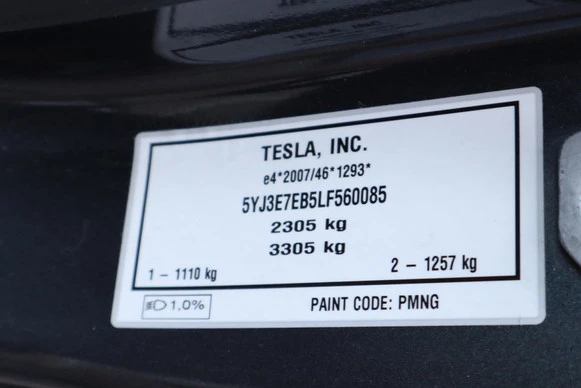 TESLA, INC.
e4*2007/46*1293*
5YJ3E7EB5LF560085
2305 kg
3305 kg
1 – 1110 kg
2 – 1257 kg
1.0%
PAINT CODE: PMNG